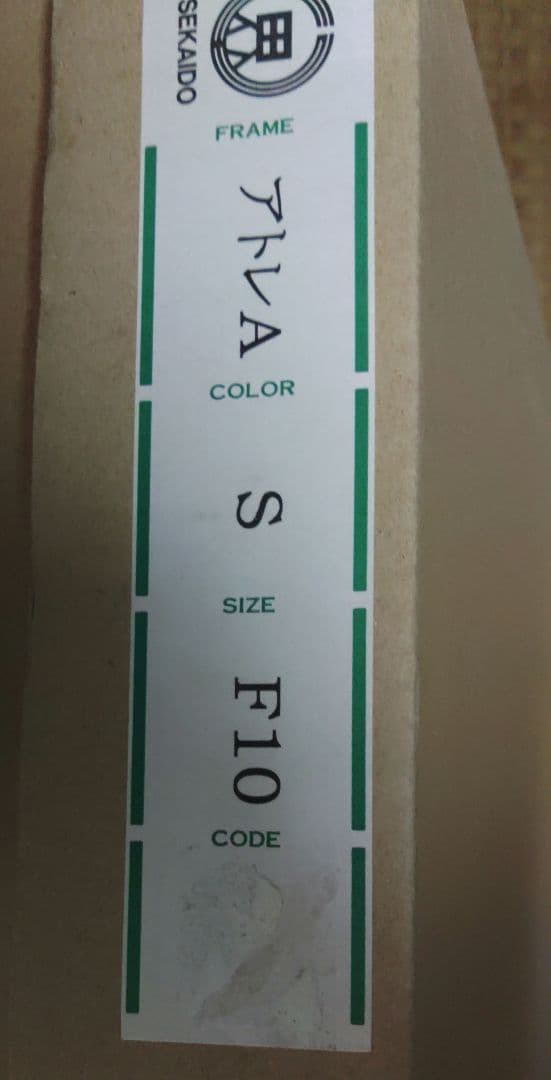 SEKAIDO
FRAME
アトレA
COLOR
S
SIZE
F10
CODE